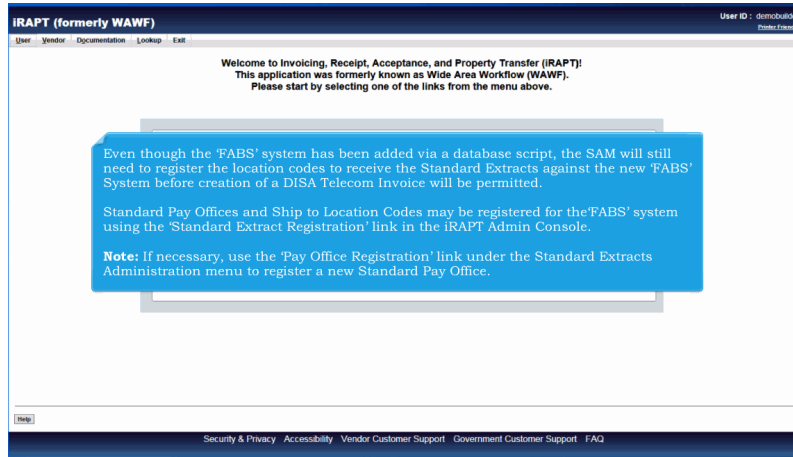 iRAPT (formerly WAWF)
User ID : demobuilde
Printer Frien
User Vendor Documentation Lookup Exit
Welcome to Invoicing, Receipt, Acceptance, and Property Transfer (iRAPT)!
This application was formerly known as Wide Area Workflow (WAWF).
Please start by selecting one of the links from the menu above.
Even though the ‘FABS’ system has been added via a database script, the SAM will still
need to register the location codes to receive the Standard Extracts against the new ‘FABS’
System before creation of a DISA Telecom Invoice will be permitted.
Standard Pay Offices and Ship to Location Codes may be registered for the‘FABS’ system
using the ‘Standard Extract Registration’ link in the iRAPT Admin Console.
Note: If necessary, use the ‘Pay Office Registration’ link under the Standard Extracts
Administration menu to register a new Standard Pay Office.
Help
Security & Privacy Accessibility Vendor Customer Support Government Customer Support FAQ